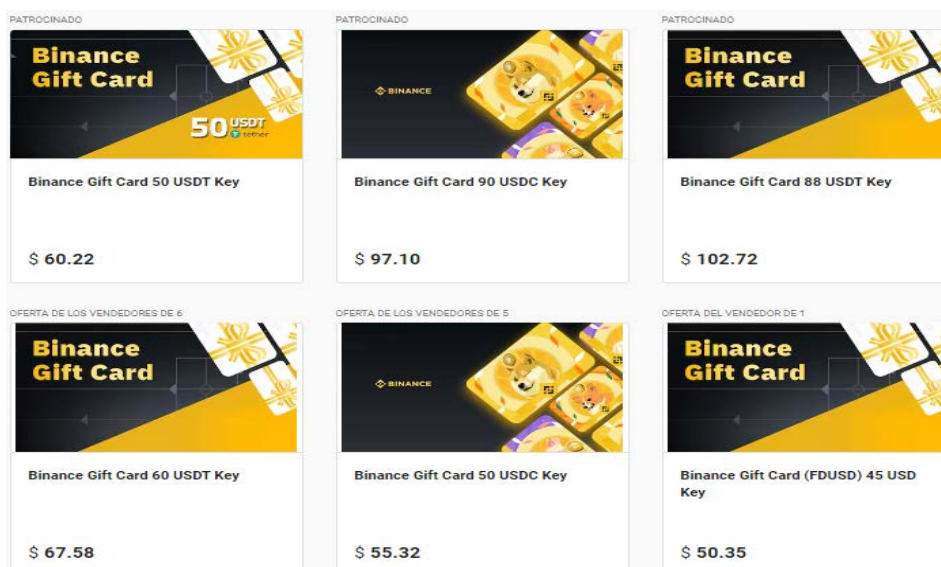 PATROCINADO
Binance
Gift Card
50 USDT
tether
Binance Gift Card 50 USDT Key
$ 60.22
PATROCINADO
BINANCE
Binance Gift Card 90 USDC Key
$ 97.10
PATROCINADO
Binance
Gift Card
Binance Gift Card 88 USDT Key
$ 102.72
OFERTA DE LOS VENDEDORES DE 6
Binance
Gift Card
Binance Gift Card 60 USDT Key
$ 67.58
OFERTA DE LOS VENDEDORES DE 5
BINANCE
Binance Gift Card 50 USDC Key
$ 55.32
OFERTA DEL VENDEDOR DE 1
Binance
Gift Card
Binance Gift Card (FDUSD) 45 USD
Key
$ 50.35